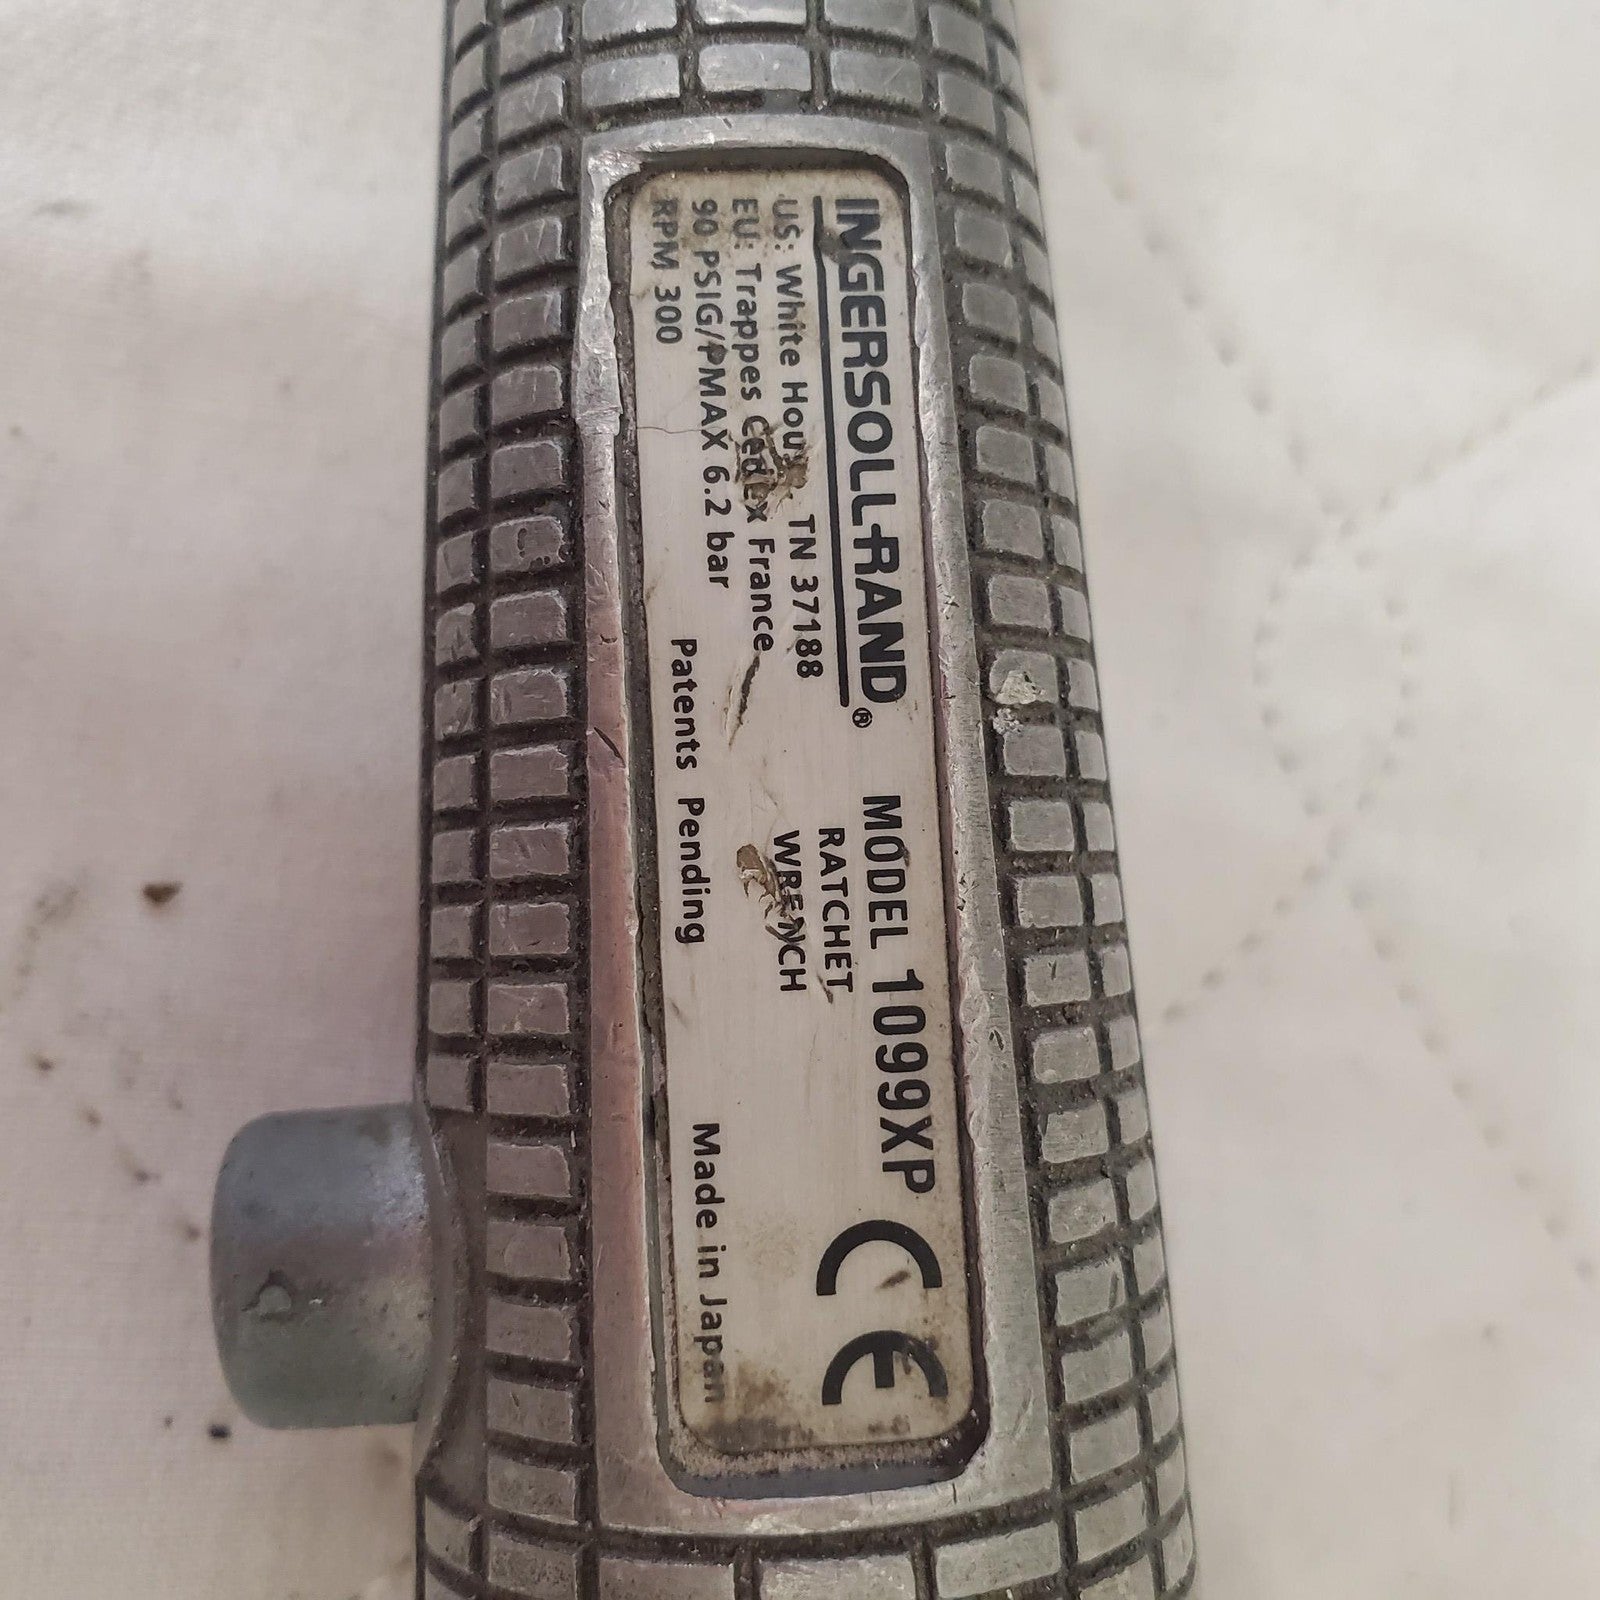 INGERSOLL-RAND®
US: White TN 37188
EU: Trappes Cedex France
90 PSIG/PMAX 6.2 bar
RPM 300
Patents Pending
MODEL 1099XP
RATCHET
WRENCH
Made in Japan
CE